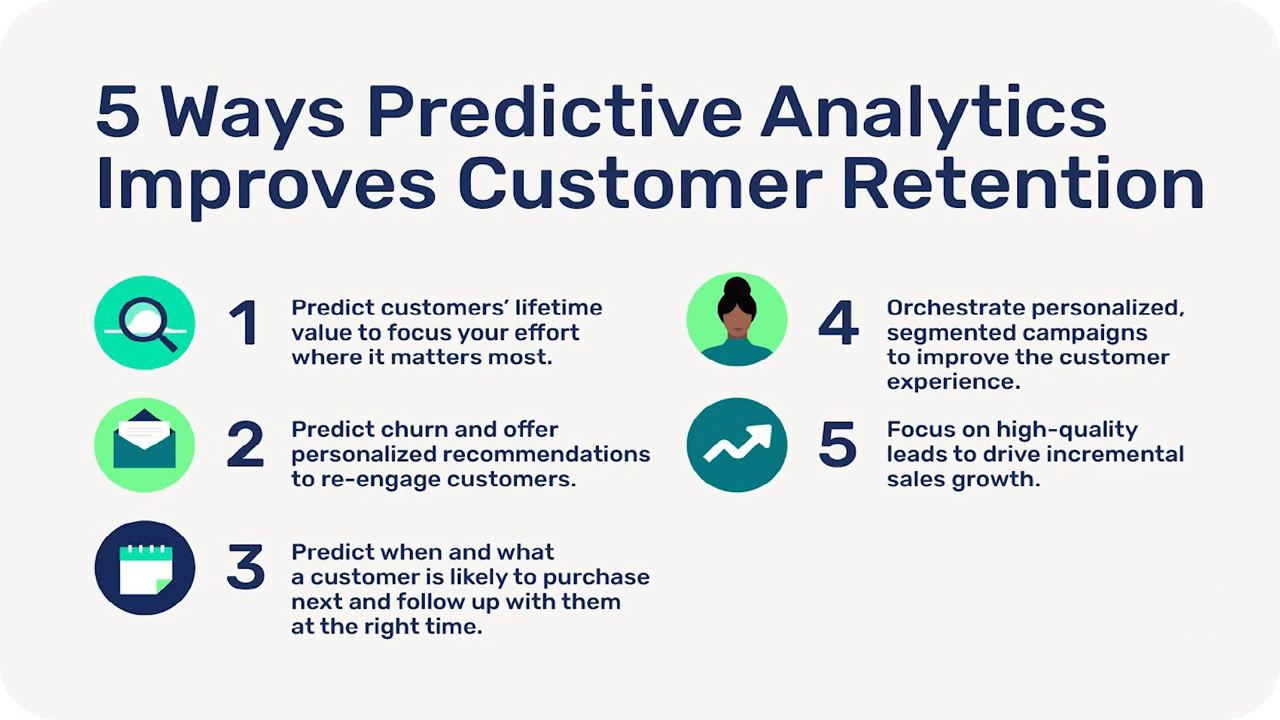 5 Ways Predictive Analytics
Improves Customer Retention
1
Predict customers’ lifetime
value to focus your effort
where it matters most.
2
Predict churn and offer
personalized recommendations
to re-engage customers.
3
Predict when and what
a customer is likely to purchase
next and follow up with them
at the right time.
4
Orchestrate personalized,
segmented campaigns
to improve the customer
experience.
5
Focus on high-quality
leads to drive incremental
sales growth.